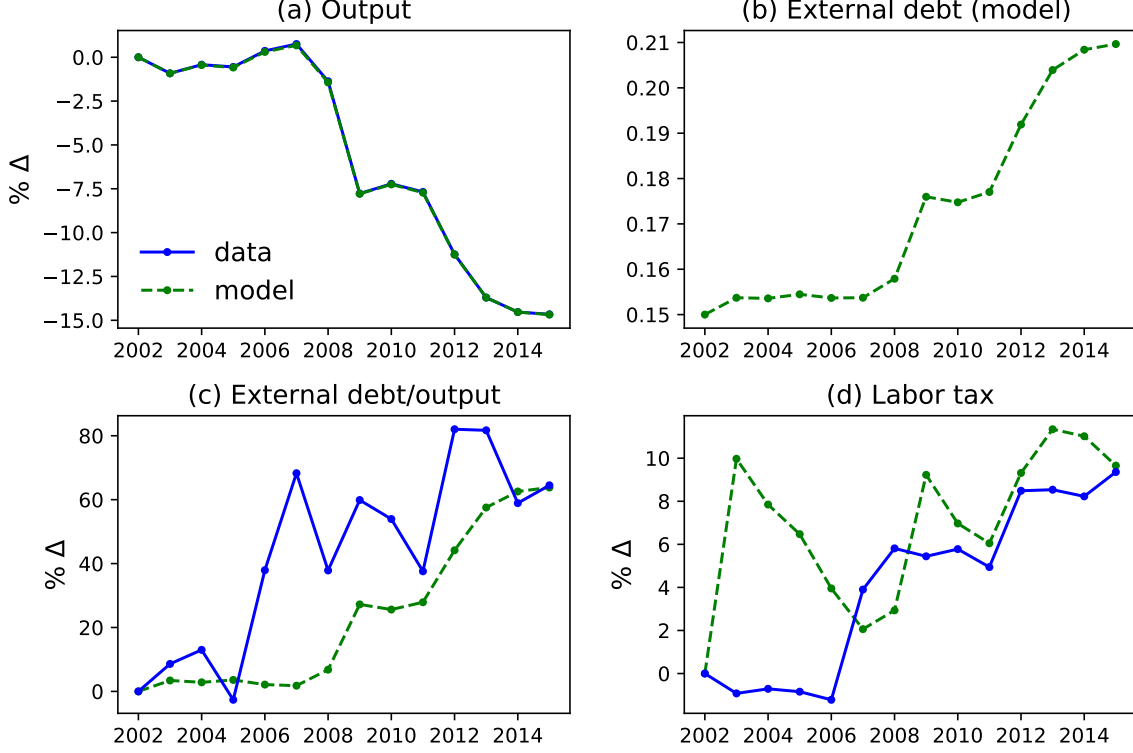 (a) Output
% Δ
0.0
−2.5
−5.0
−7.5
−10.0
−12.5
−15.0
data
model
2002 2004 2006 2008 2010 2012 2014
(b) External debt (model)
0.21
0.20
0.19
0.18
0.17
0.16
0.15
2002 2004 2006 2008 2010 2012 2014
(c) External debt/output
% Δ
80
60
40
20
0
2002 2004 2006 2008 2010 2012 2014
(d) Labor tax
% Δ
10
8
6
4
2
0
2002 2004 2006 2008 2010 2012 2014